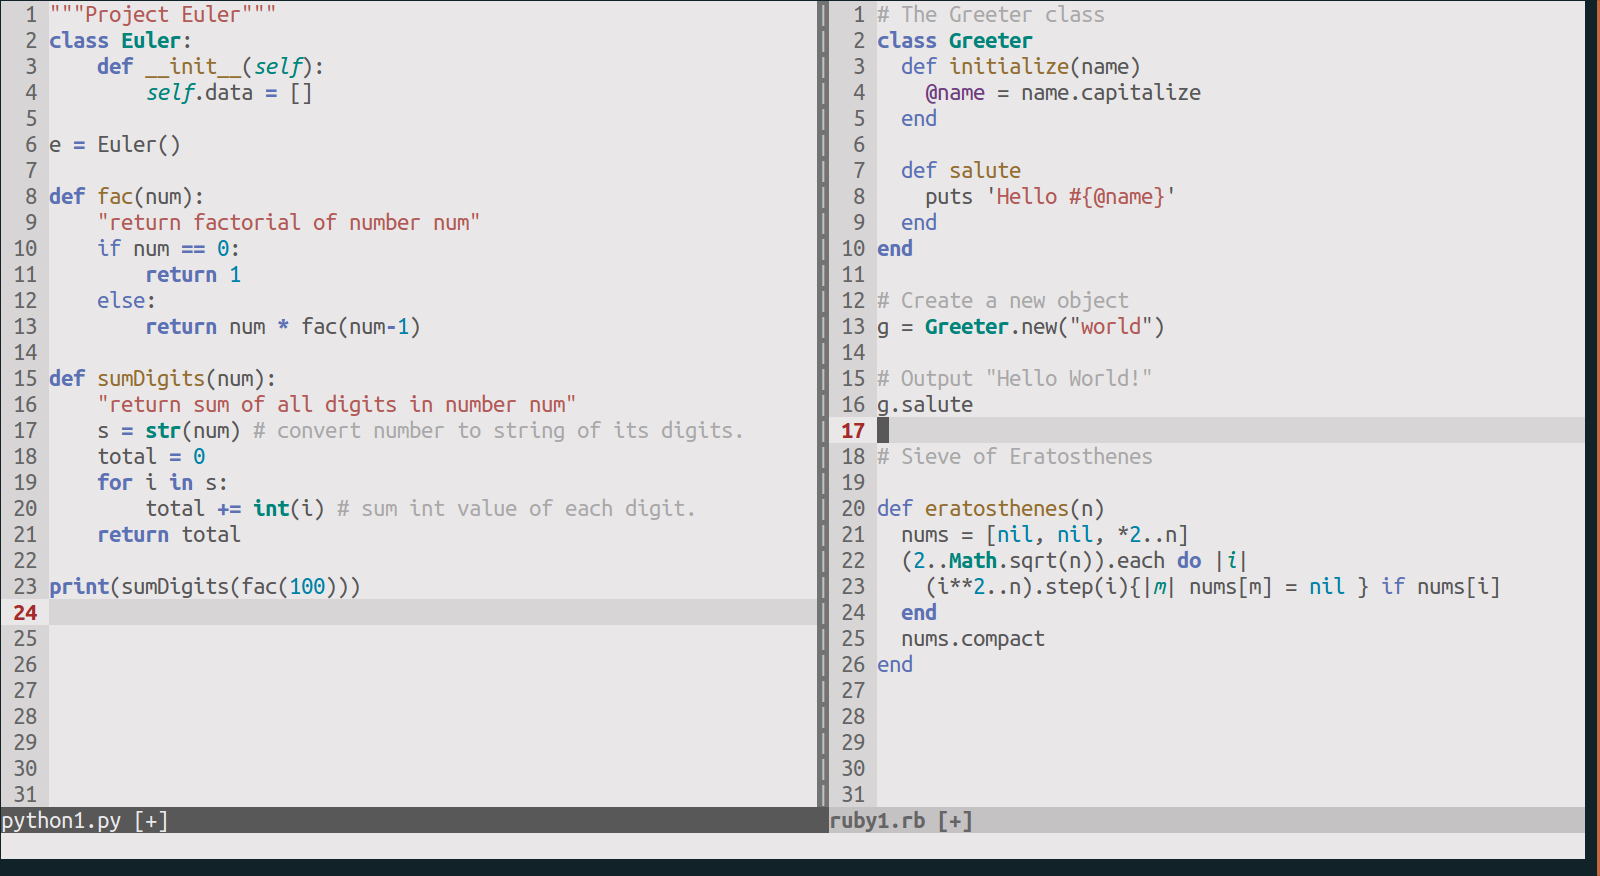 1 """Project Euler"""
2 class Euler:
3     def __init__(self):
4         self.data = []
5
6 e = Euler()
7
8 def fac(num):
9     "return factorial of number num"
10     if num == 0:
11         return 1
12     else:
13         return num * fac(num-1)
14
15 def sumDigits(num):
16     "return sum of all digits in number num"
17     s = str(num) # convert number to string of its digits.
18     total = 0
19     for i in s:
20         total += int(i) # sum int value of each digit.
21     return total
22
23 print(sumDigits(fac(100)))
24
25
26
27
28
29
30
31
python1.py [+]
1 # The Greeter class
2 class Greeter
3   def initialize(name)
4     @name = name.capitalize
5   end
6
7   def salute
8     puts 'Hello #{@name}'
9   end
10 end
11
12 # Create a new object
13 g = Greeter.new("world")
14
15 # Output "Hello World!"
16 g.salute
17
18 # Sieve of Eratosthenes
19
20 def eratosthenes(n)
21   nums = [nil, nil, *2..n]
22   (2..Math.sqrt(n)).each do |i|
23     (i**2..n).step(i){|m| nums[m] = nil } if nums[i]
24   end
25   nums.compact
26 end
27
28
29
30
31
ruby1.rb [+]